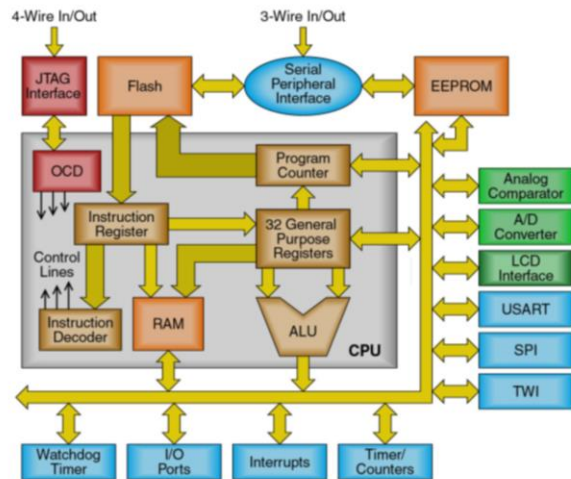 4-Wire In/Out
3-Wire In/Out
JTAG
Interface
Flash
Serial
Peripheral
Interface
EEPROM
OCD
Program
Counter
Analog
Comparator
Instruction
Register
32 General
Purpose
Registers
A/D
Converter
Control
Lines
LCD
Interface
Instruction
Decoder
RAM
ALU
CPU
USART
SPI
TWI
Watchdog
Timer
I/O
Ports
Interrupts
Timer/
Counters